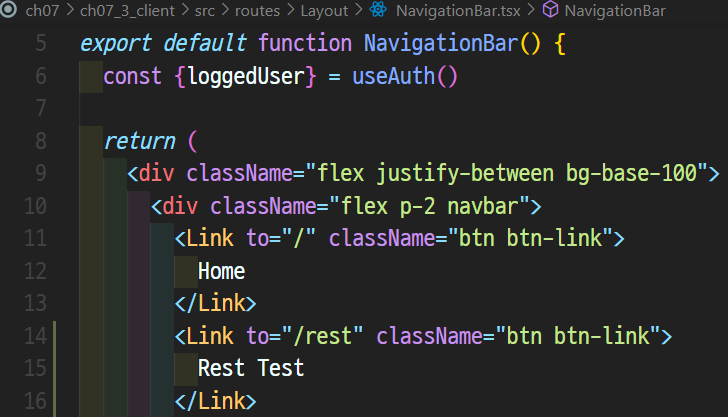 ch07 > ch07_3_client > src > routes > Layout > NavigationBar.tsx > NavigationBar
5 export default function NavigationBar() {
6 const {loggedUser} = useAuth()
7
8 return (
9 <div className="flex justify-between bg-base-100">
10 <div className="flex p-2 navbar">
11 <Link to="/" className="btn btn-link">
12 Home
13 </Link>
14 <Link to="/rest" className="btn btn-link">
15 Rest Test
16 </Link>